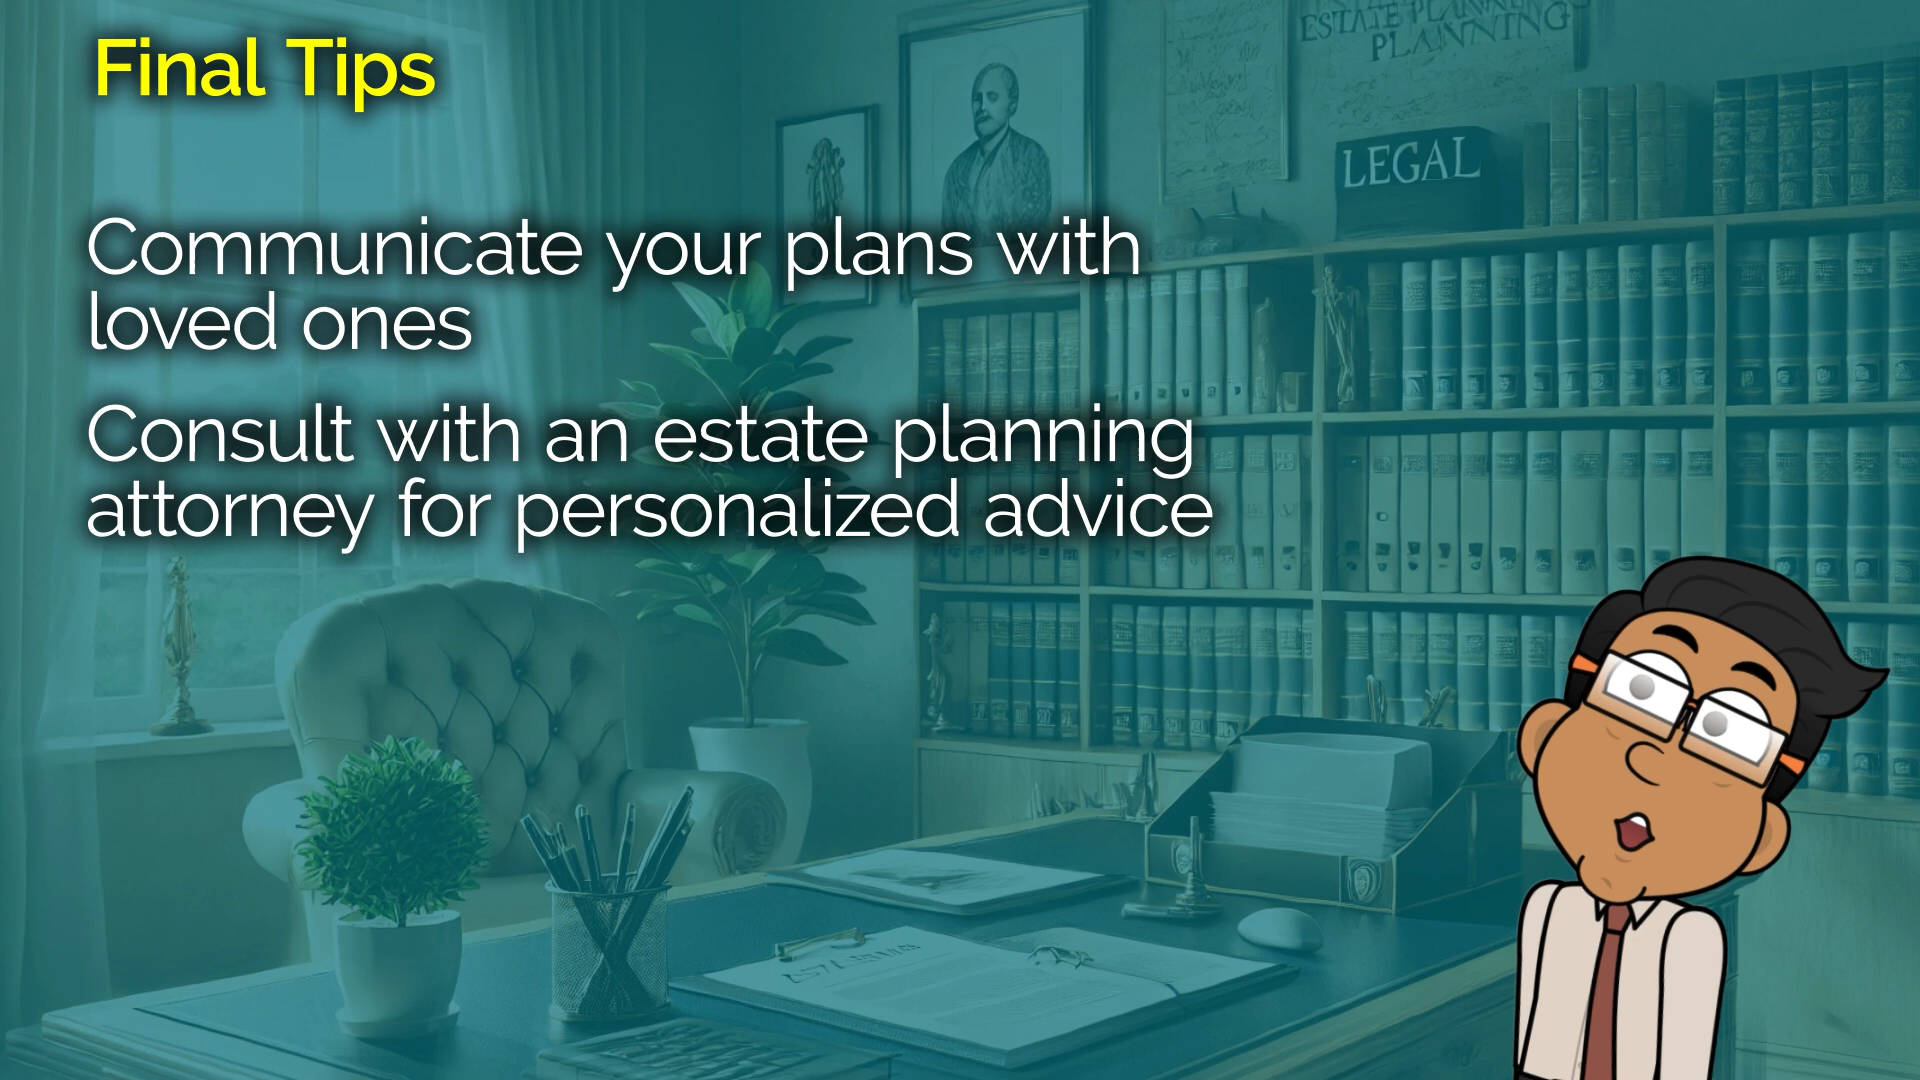 Final Tips
ESTATE PLANNING
PLANNING
LEGAL
Communicate your plans with
loved ones
Consult with an estate planning
attorney for personalized advice